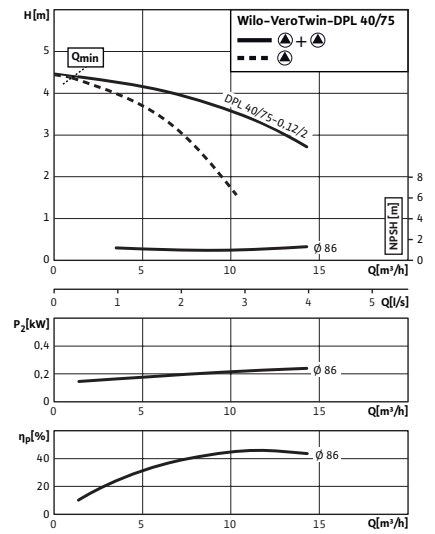 H[m]
Wilo-VeroTwin-DPL 40/75
+
Qmin
DPL 40/75-0.12/2
5
4
3
2
1
0
8
6
4
2
0
NPSH [m]
Ø 86
0 5 10 15 Q[m³/h]
0 1 2 3 4 5 Q[l/s]
P₂[kW]
0,4
0,2
0
Ø 86
0 5 10 15 Q[m³/h]
ηp[%]
40
20
0
Ø 86
0 5 10 15 Q[m³/h]